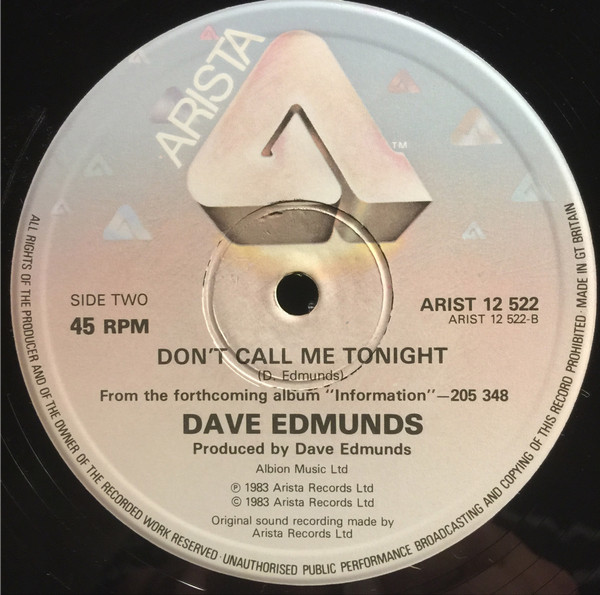 ARISTA
TM
SIDE TWO
45 RPM
ARIST 12 522
ARIST 12 522-B
DON'T CALL ME TONIGHT
(D. Edmunds)
From the forthcoming album "Information"—205 348
DAVE EDMUNDS
Produced by Dave Edmunds
Albion Music Ltd
℗ 1983 Arista Records Ltd
© 1983 Arista Records Ltd
Original sound recording made by
Arista Records Ltd
ALL RIGHTS OF THE PRODUCER AND OF THE OWNER OF THE RECORDED WORK RESERVED · UNAUTHORISED PUBLIC PERFORMANCE BROADCASTING AND COPYING OF THIS RECORD PROHIBITED · MADE IN GT BRITAIN